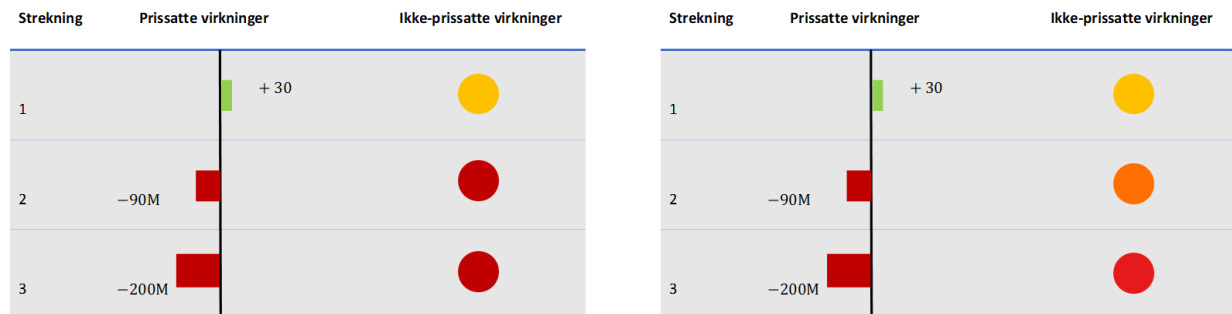 Strekning Prissatte virkninger Ikke-prissatte virkninger
+ 30
1
2 −90M
3 −200M
Strekning Prissatte virkninger Ikke-prissatte virkninger
+ 30
1
2 −90M
3 −200M